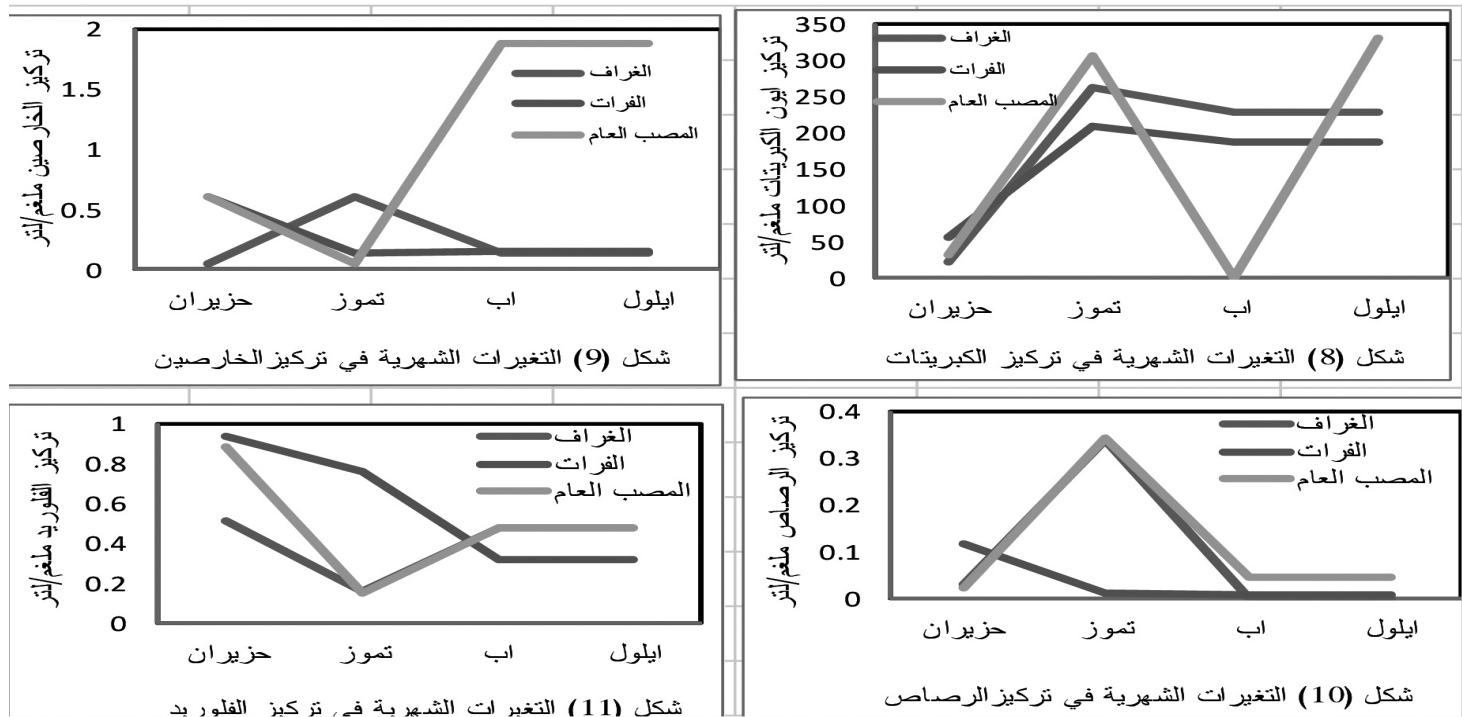 تركيز ايون الكبريتات ملغم/لتر
350
300
250
200
150
100
50
0
الغراف
الفرات
المصب العام
حزيران تموز اب ايلول
شكل (8) التغيرات الشهرية في تركيز الكبريتات
تركيز الخارصين ملغم/لتر
2
1.5
1
0.5
0
الغراف
الفرات
المصب العام
حزيران تموز اب ايلول
شكل (9) التغيرات الشهرية في تركيز الخارصين
تركيز الرصاص ملغم/لتر
0.4
0.3
0.2
0.1
0
الغراف
الفرات
المصب العام
حزيران تموز اب ايلول
شكل (10) التغيرات الشهرية في تركيز الرصاص
تركيز الفلوريد ملغم/لتر
1
0.8
0.6
0.4
0.2
0
الغراف
الفرات
المصب العام
حزيران تموز اب ايلول
شكل (11) التغيرات الشهرية في تركيز الفلوريد